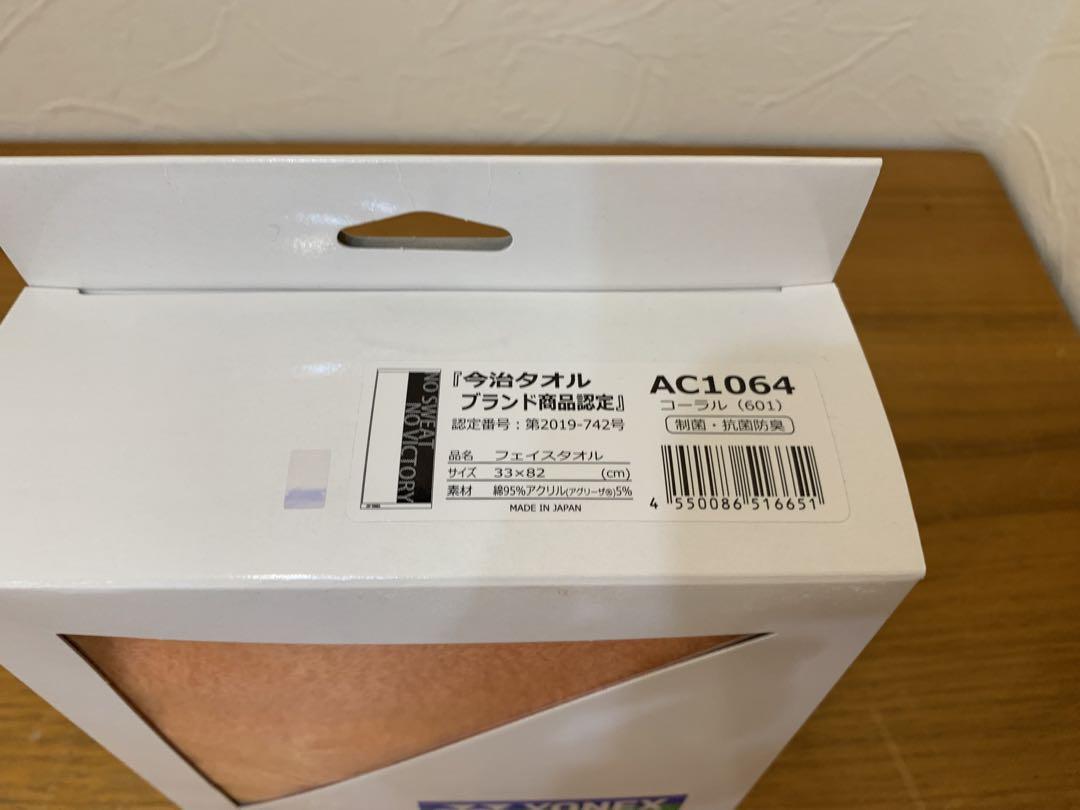 NO SWEAT
NO VICTORY
『今治タオル
ブランド商品認定』
認定番号：第2019-742号
品名 フェイスタオル
サイズ 33×82 (cm)
素材 綿95%アクリル(アグリーザ®)5%
MADE IN JAPAN
AC1064
コーラル（601）
制菌・抗菌防臭
4 550086 516651
YONEX